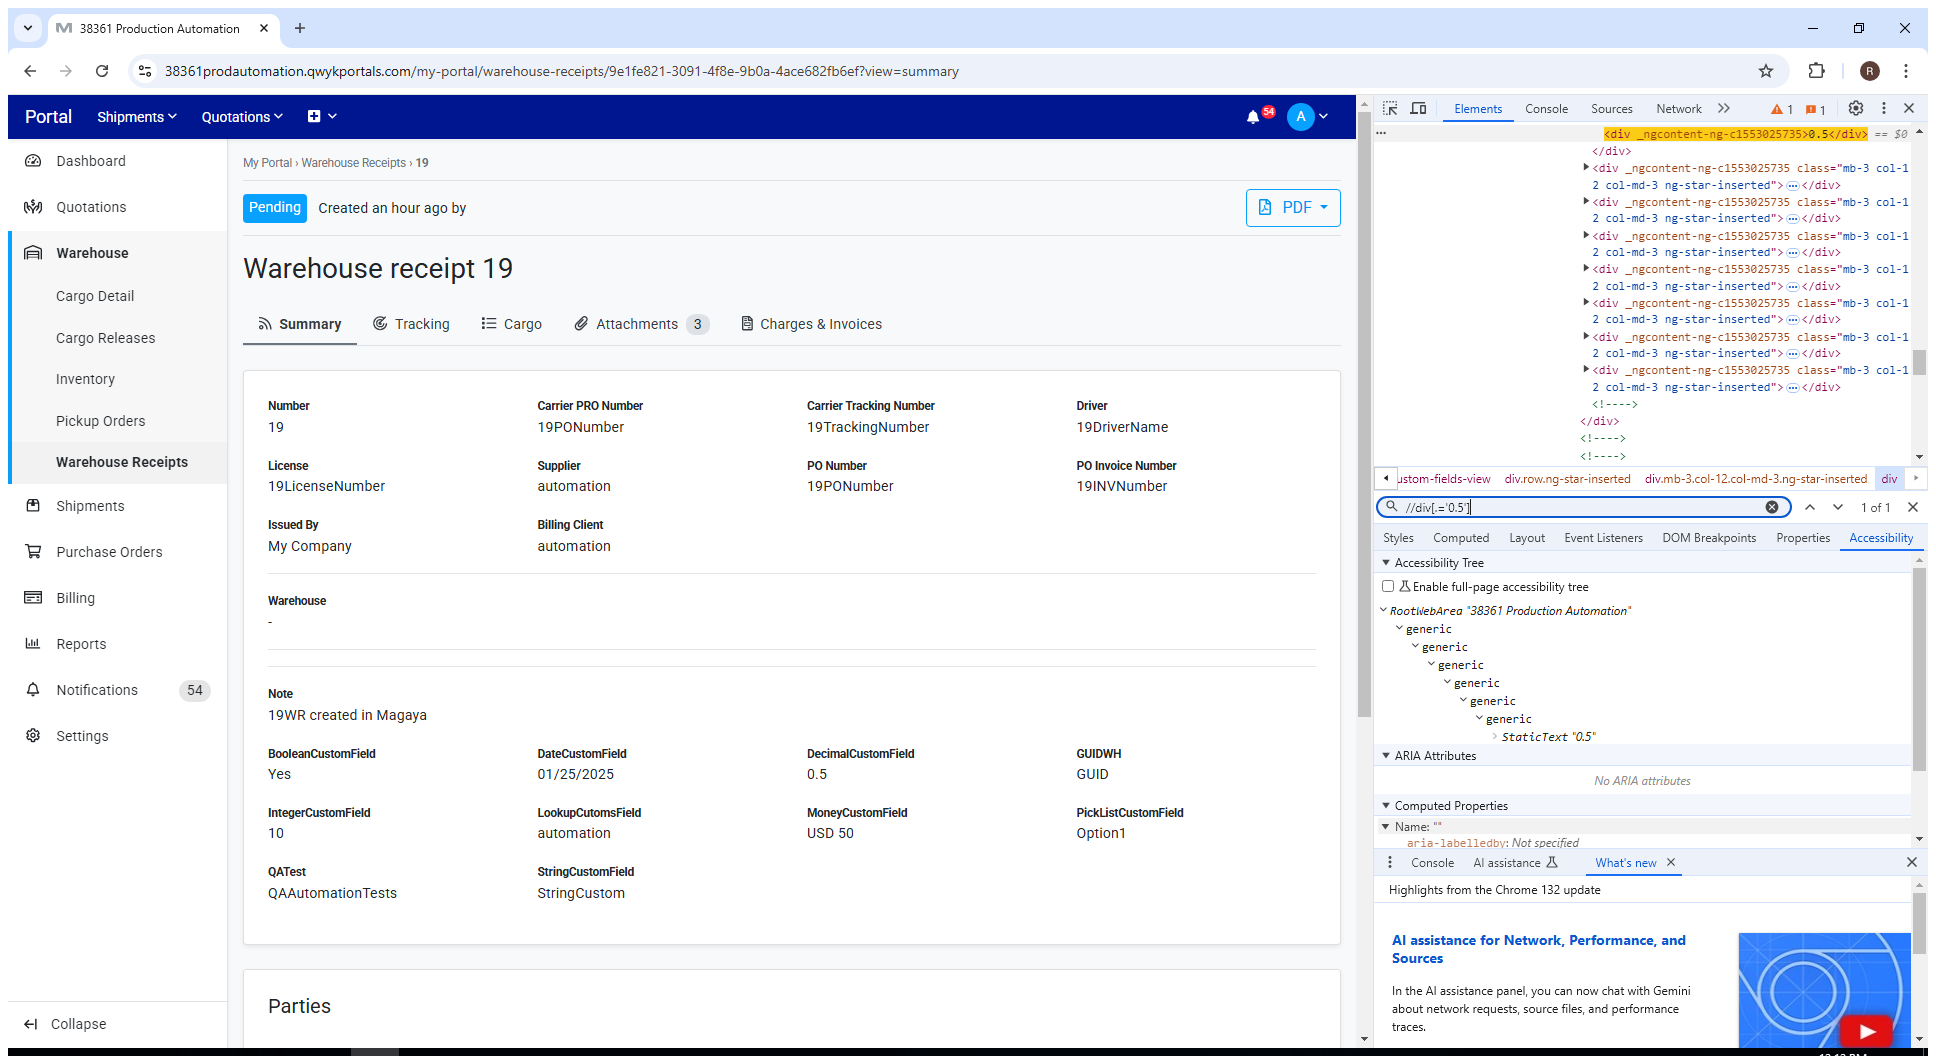 38361 Production Automation
38361prodautomation.qwykportals.com/my-portal/warehouse-receipts/9e1fe821-3091-4f8e-9b0a-4ace682fb6ef?view=summary
R
Portal
Shipments
Quotations
54
A
Dashboard
Quotations
Warehouse
Cargo Detail
Cargo Releases
Inventory
Pickup Orders
Warehouse Receipts
Shipments
Purchase Orders
Billing
Reports
Notifications 54
Settings
Collapse
My Portal › Warehouse Receipts › 19
Pending Created an hour ago by
PDF
Warehouse receipt 19
Summary Tracking Cargo Attachments 3 Charges & Invoices
Number Carrier PRO Number Carrier Tracking Number Driver
19 19PONumber 19TrackingNumber 19DriverName
License Supplier PO Number PO Invoice Number
19LicenseNumber automation 19PONumber 19INVNumber
Issued By Billing Client
My Company automation
Warehouse
-
Note
19WR created in Magaya
BooleanCustomField DateCustomField DecimalCustomField GUIDWH
Yes 01/25/2025 0.5 GUID
IntegerCustomField LookupCutomsField MoneyCustomField PickListCustomField
10 automation USD 50 Option1
QATest StringCustomField
QAAutomationTests StringCustom
Parties
Elements Console Sources Network 1 1
<div _ngcontent-ng-c1553025735>0.5</div> == $0
</div>
<div _ngcontent-ng-c1553025735 class="mb-3 col-1
2 col-md-3 ng-star-inserted"> … </div>
<div _ngcontent-ng-c1553025735 class="mb-3 col-1
2 col-md-3 ng-star-inserted"> … </div>
<div _ngcontent-ng-c1553025735 class="mb-3 col-1
2 col-md-3 ng-star-inserted"> … </div>
<div _ngcontent-ng-c1553025735 class="mb-3 col-1
2 col-md-3 ng-star-inserted"> … </div>
<div _ngcontent-ng-c1553025735 class="mb-3 col-1
2 col-md-3 ng-star-inserted"> … </div>
<div _ngcontent-ng-c1553025735 class="mb-3 col-1
2 col-md-3 ng-star-inserted"> … </div>
<div _ngcontent-ng-c1553025735 class="mb-3 col-1
2 col-md-3 ng-star-inserted"> … </div>
<!---->
</div>
<!---->
<!---->
ustom-fields-view div.row.ng-star-inserted div.mb-3.col-12.col-md-3.ng-star-inserted div
//div[.='0.5'] 1 of 1
Styles Computed Layout Event Listeners DOM Breakpoints Properties Accessibility
Accessibility Tree
Enable full-page accessibility tree
RootWebArea "38361 Production Automation"
generic
generic
generic
generic
generic
generic
StaticText "0.5"
ARIA Attributes
No ARIA attributes
Computed Properties
Name: ""
aria-labelledby: Not specified
Console AI assistance What's new
Highlights from the Chrome 132 update
AI assistance for Network, Performance, and
Sources
In the AI assistance panel, you can now chat with Gemini
about network requests, source files, and performance
traces.